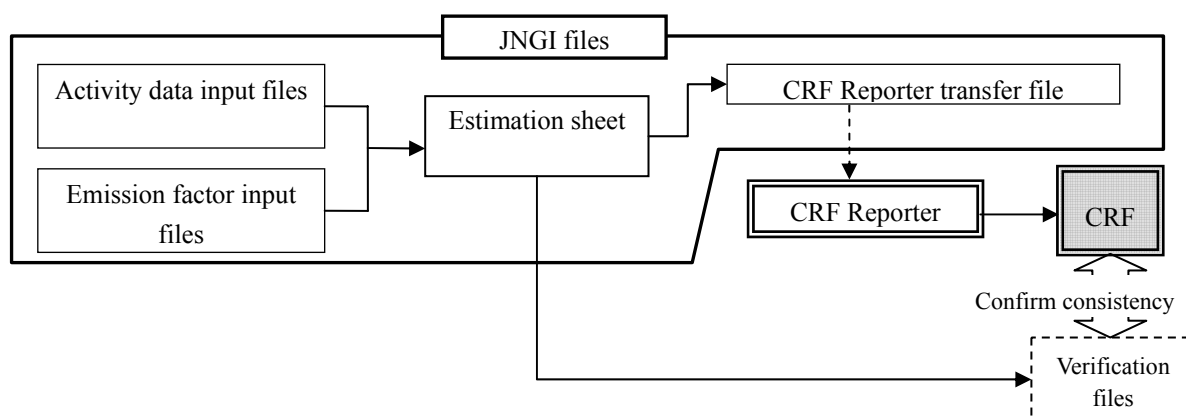 JNGI files
Activity data input files
Estimation sheet
CRF Reporter transfer file
Emission factor input
files
CRF Reporter
CRF
Confirm consistency
Verification
files